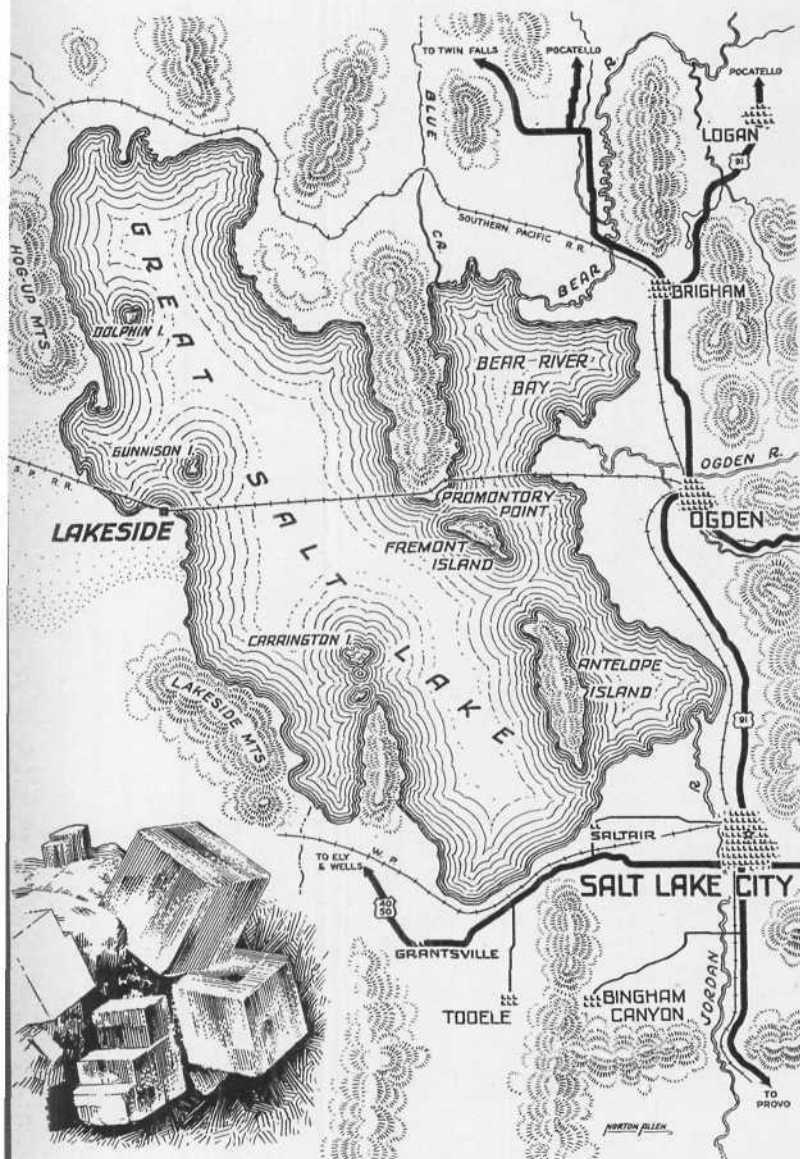 TO TWIN FALLS
POCATELLO
POCATELLO
BLUE
CR.
LOGAN
91
R.
SOUTHERN PACIFIC R.R.
BEAR
BRIGHAM
HOG-UP MTS
GREAT
SALT
LAKE
DOLPHIN I.
BEAR RIVER
BAY
GUNNISON I.
S.P. R.R.
OGDEN R.
LAKESIDE
PROMONTORY
POINT
OGDEN
FREMONT
ISLAND
CARRINGTON I.
ANTELOPE
ISLAND
LAKESIDE MTS
91
R.
SALTAIR
TO ELY
& WELLS
W.P.
SALT LAKE CITY
40
50
GRANTSVILLE
TOOELE
BINGHAM
CANYON
JORDAN
TO
PROVO
NORTON ALLEN